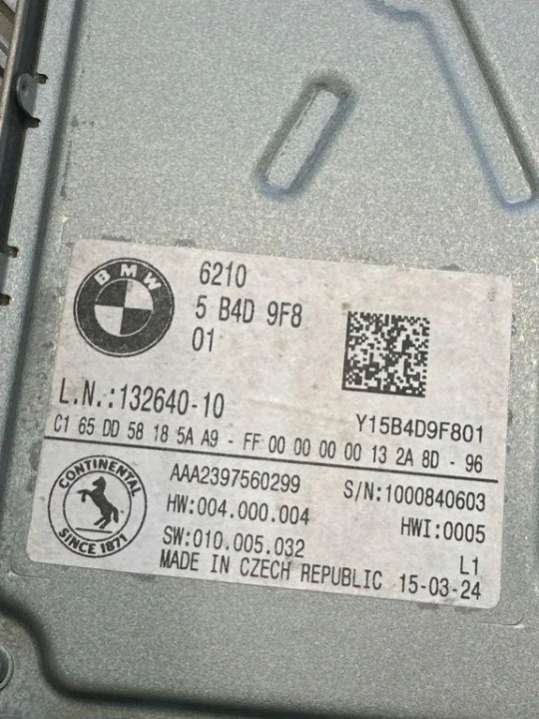 BMW
6210
5 B4D 9F8
01
L.N.:132640-10
Y15B4D9F801
C1 65 DD 58 18 5A A9 - FF 00 00 00 00 13 2A 8D - 96
CONTINENTAL
SINCE 1871
AAA2397560299
S/N:1000840603
HW:004.000.004
HWI:0005
SW:010.005.032
L1
MADE IN CZECH REPUBLIC 15-03-24